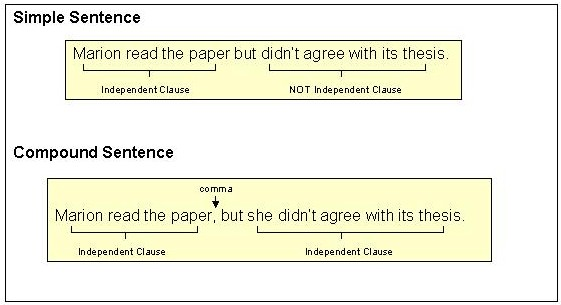 Simple Sentence
Marion read the paper but didn't agree with its thesis.
Independent Clause NOT Independent Clause
Compound Sentence
comma
Marion read the paper, but she didn't agree with its thesis.
Independent Clause Independent Clause